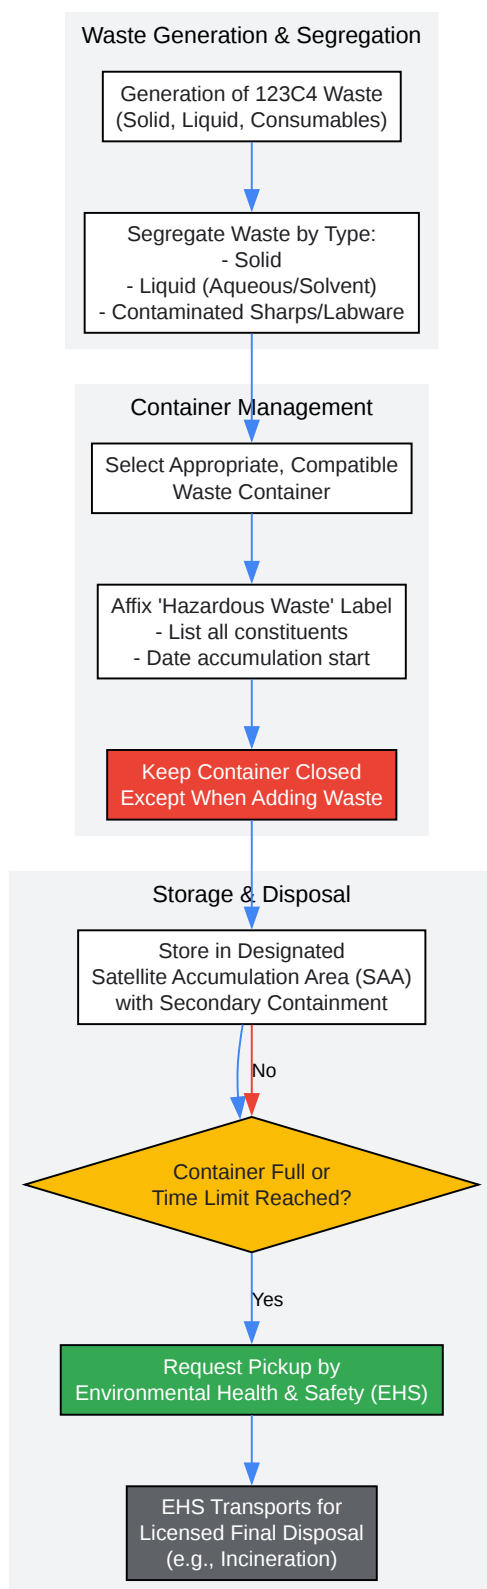 Waste Generation & Segregation
Generation of 123C4 Waste
(Solid, Liquid, Consumables)
Segregate Waste by Type:
- Solid
- Liquid (Aqueous/Solvent)
- Contaminated Sharps/Labware
Container Management
Select Appropriate, Compatible
Waste Container
Affix 'Hazardous Waste' Label
- List all constituents
- Date accumulation start
Keep Container Closed
Except When Adding Waste
Storage & Disposal
Store in Designated
Satellite Accumulation Area (SAA)
with Secondary Containment
No
Container Full or
Time Limit Reached?
Yes
Request Pickup by
Environmental Health & Safety (EHS)
EHS Transports for
Licensed Final Disposal
(e.g., Incineration)